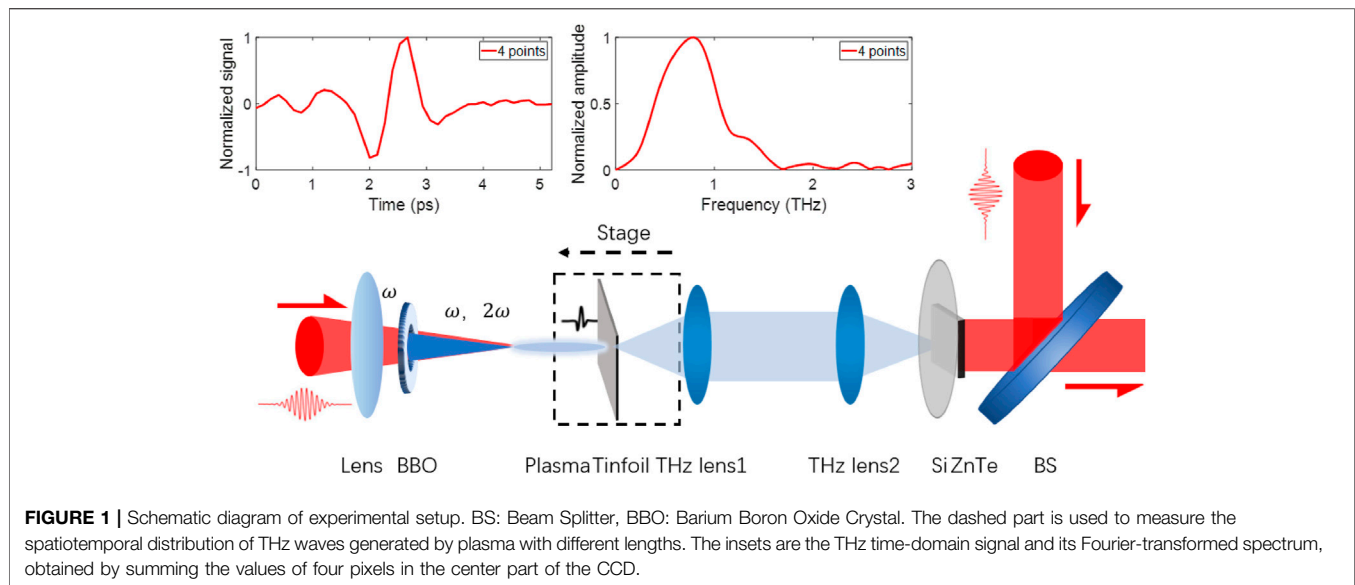 1
0
-1
0
1
2
3
4
5
Normalized signal
Time (ps)
4 points
1
0.5
0
0
1
2
3
Normalized amplitude
Frequency (THz)
4 points
Stage
ω
ω, 2ω
Lens BBO Plasma Tinfoil THz lens1 THz lens2 Si ZnTe BS
FIGURE 1 | Schematic diagram of experimental setup. BS: Beam Splitter, BBO: Barium Boron Oxide Crystal. The dashed part is used to measure the
spatiotemporal distribution of THz waves generated by plasma with different lengths. The insets are the THz time-domain signal and its Fourier-transformed spectrum,
obtained by summing the values of four pixels in the center part of the CCD.